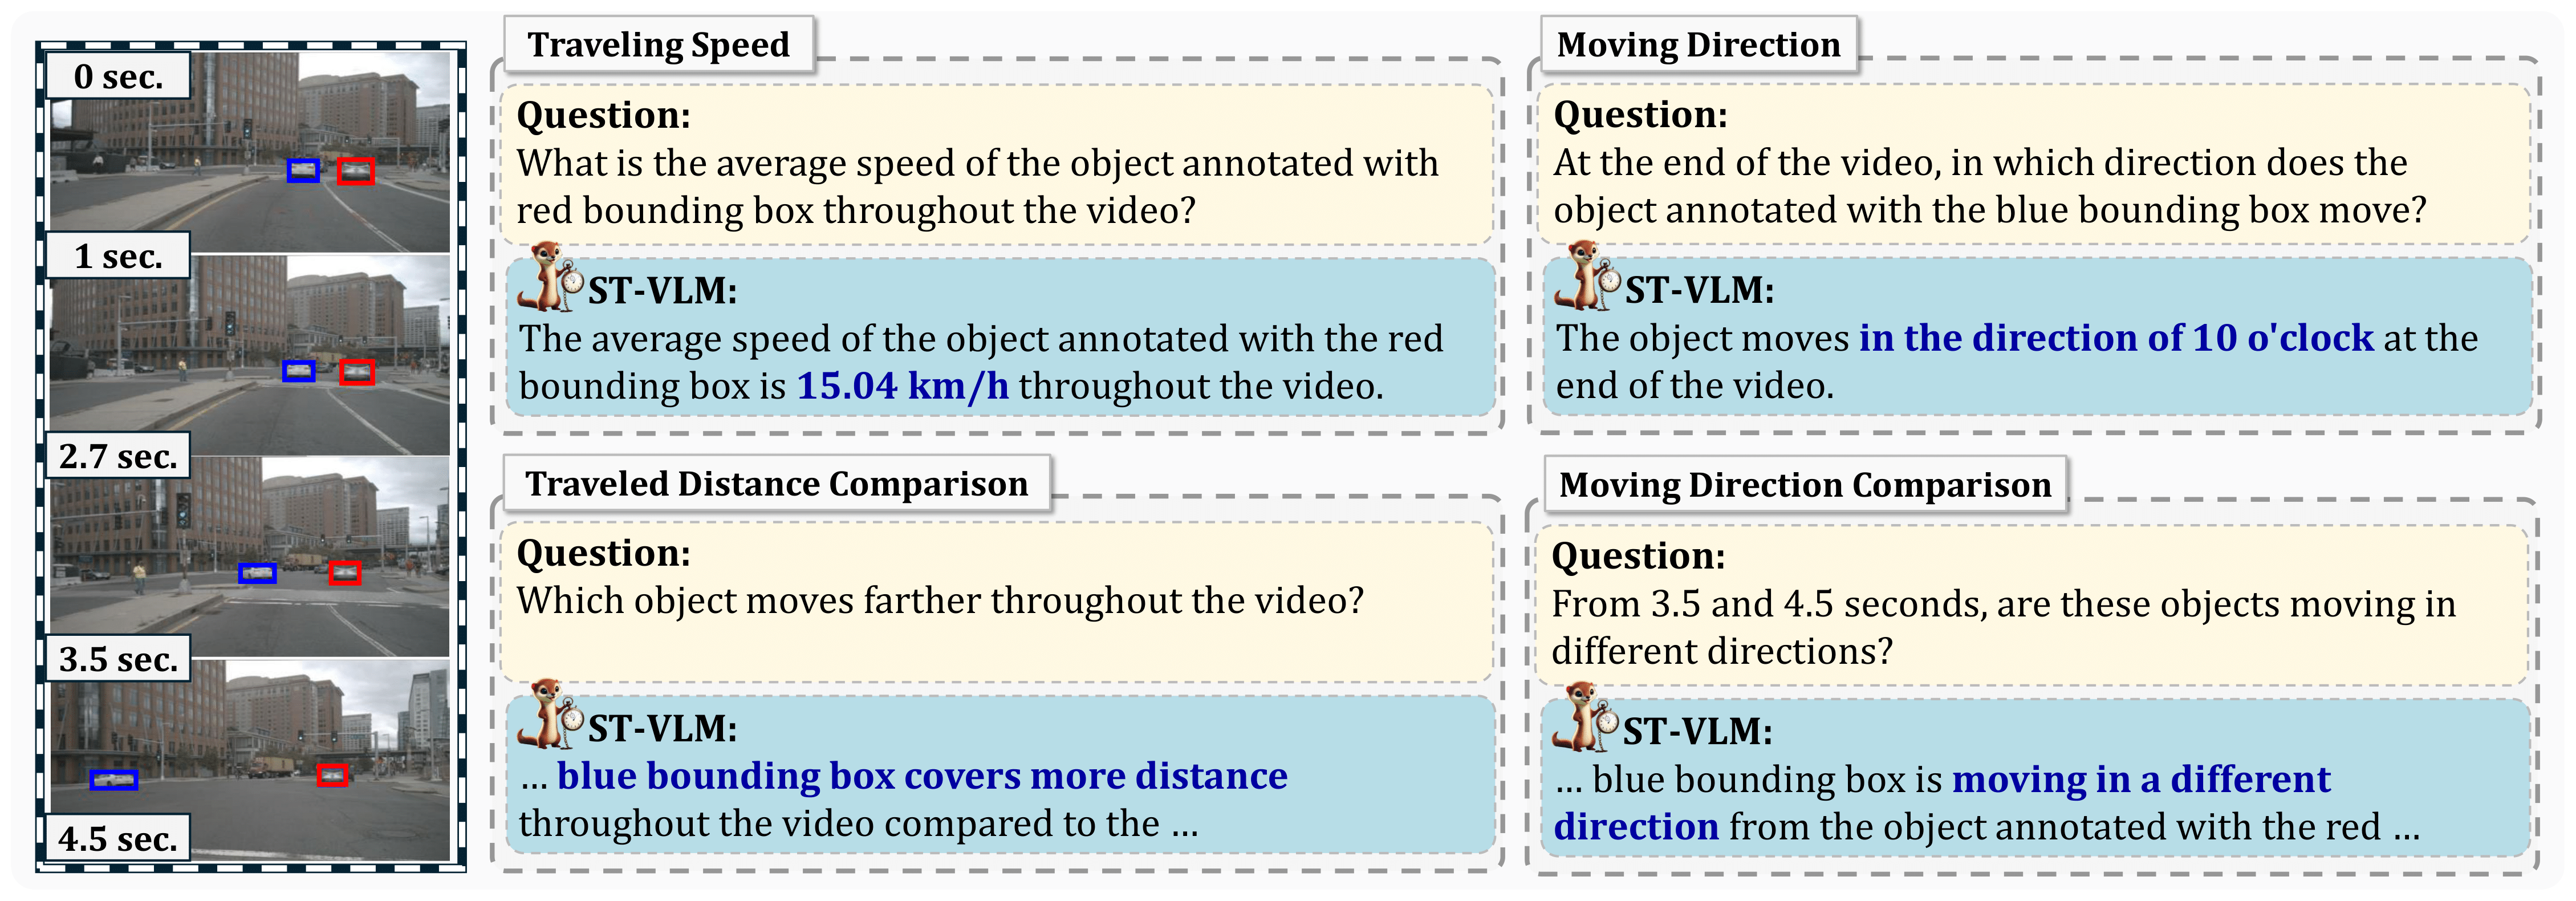 0 sec.
1 sec.
2.7 sec.
3.5 sec.
4.5 sec.
Traveling Speed
Question:
What is the average speed of the object annotated with
red bounding box throughout the video?
ST-VLM:
The average speed of the object annotated with the red
bounding box is 15.04 km/h throughout the video.
Moving Direction
Question:
At the end of the video, in which direction does the
object annotated with the blue bounding box move?
ST-VLM:
The object moves in the direction of 10 o'clock at the
end of the video.
Traveled Distance Comparison
Question:
Which object moves farther throughout the video?
ST-VLM:
... blue bounding box covers more distance
throughout the video compared to the ...
Moving Direction Comparison
Question:
From 3.5 and 4.5 seconds, are these objects moving in
different directions?
ST-VLM:
... blue bounding box is moving in a different
direction from the object annotated with the red ...